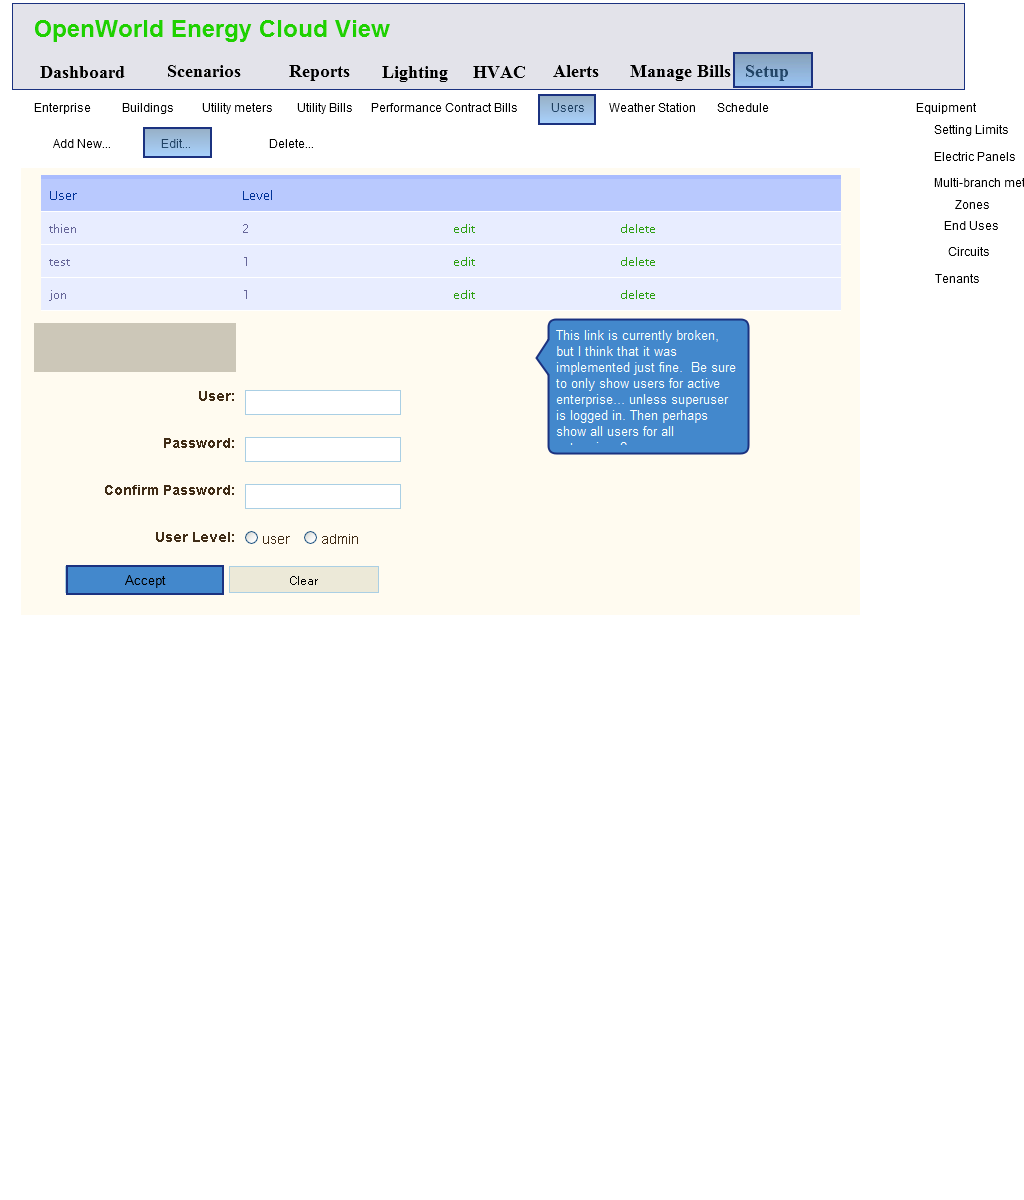 OpenWorld Energy Cloud View
Dashboard Scenarios Reports Lighting HVAC Alerts Manage Bills Setup
Enterprise Buildings Utility meters Utility Bills Performance Contract Bills Users Weather Station Schedule Equipment
Setting Limits
Add New... Edit... Delete...
Electric Panels
Multi-branch met
User Level
Zones
thien 2 edit delete
End Uses
Circuits
test 1 edit delete
Tenants
jon 1 edit delete
This link is currently broken,
but I think that it was
implemented just fine.  Be sure
to only show users for active
enterprise... unless superuser
is logged in. Then perhaps
show all users for all
User:
Password:
Confirm Password:
User Level: user admin
Accept Clear